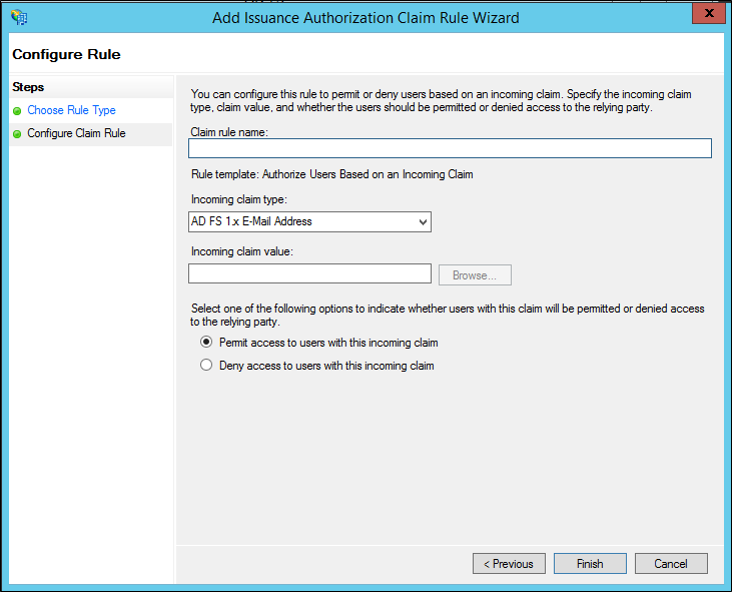 Add Issuance Authorization Claim Rule Wizard
x
Configure Rule
Steps
Choose Rule Type
Configure Claim Rule
You can configure this rule to permit or deny users based on an incoming claim. Specify the incoming claim
type, claim value, and whether the users should be permitted or denied access to the relying party.
Claim rule name:
Rule template: Authorize Users Based on an Incoming Claim
Incoming claim type:
AD FS 1.x E-Mail Address
Incoming claim value:
Browse...
Select one of the following options to indicate whether users with this claim will be permitted or denied access
to the relying party.
Permit access to users with this incoming claim
Deny access to users with this incoming claim
< Previous
Finish
Cancel